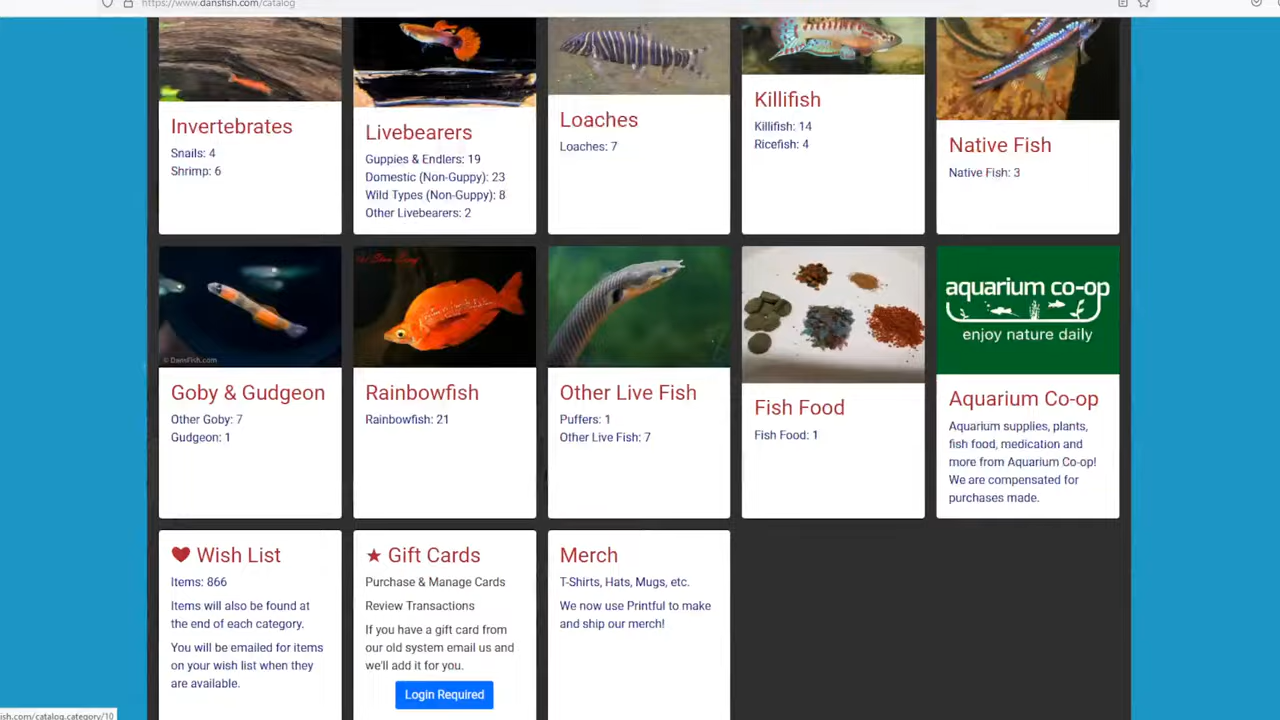 https://www.dansfish.com/catalog
Invertebrates
Snails: 4
Shrimp: 6
Livebearers
Guppies & Endlers: 19
Domestic (Non-Guppy): 23
Wild Types (Non-Guppy): 8
Other Livebearers: 2
Loaches
Loaches: 7
Killifish
Killifish: 14
Ricefish: 4
Native Fish
Native Fish: 3
© DansFish.com
Goby & Gudgeon
Other Goby: 7
Gudgeon: 1
Rainbowfish
Rainbowfish: 21
Other Live Fish
Puffers: 1
Other Live Fish: 7
Fish Food
Fish Food: 1
aquarium co-op
enjoy nature daily
Aquarium Co-op
Aquarium supplies, plants,
fish food, medication and
more from Aquarium Co-op!
We are compensated for
purchases made.
Wish List
Items: 866
Items will also be found at
the end of each category.
You will be emailed for items
on your wish list when they
are available.
Gift Cards
Purchase & Manage Cards
Review Transactions
If you have a gift card from
our old system email us and
we'll add it for you.
Login Required
Merch
T-Shirts, Hats, Mugs, etc.
We now use Printful to make
and ship our merch!
ish.com/catalog.category/10